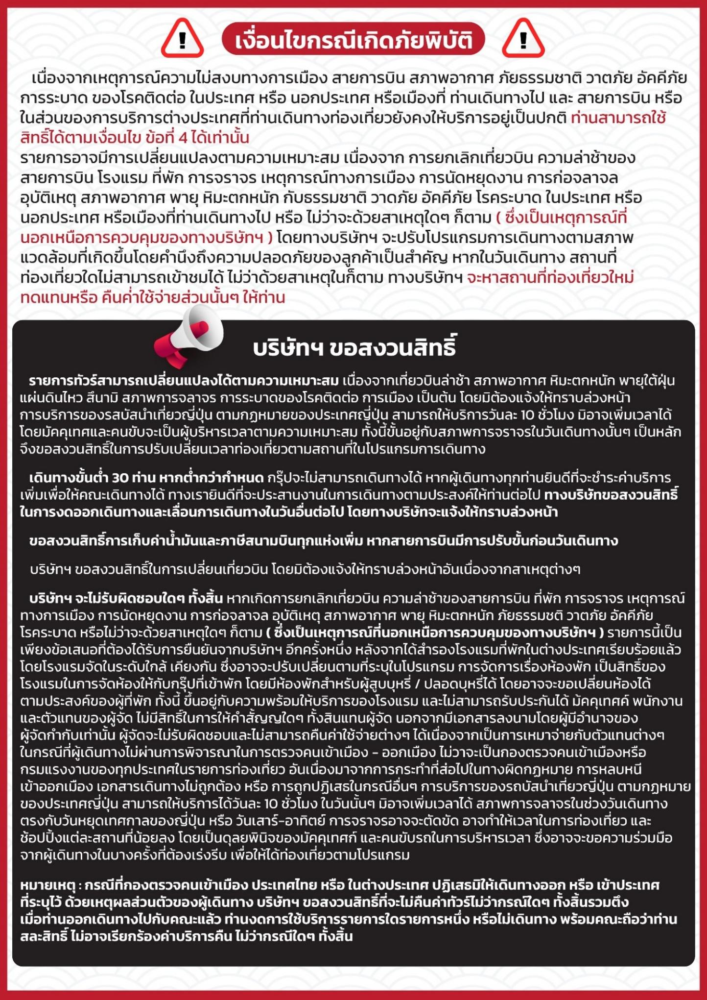 เงื่อนไขกรณีเกิดภัยพิบัติ
เนื่องจากเหตุการณ์ความไม่สงบทางการเมือง สายการบิน สภาพอากาศ ภัยธรรมชาติ วาตภัย อัคคีภัย
การระบาด ของโรคติดต่อ ในประเทศ หรือ นอกประเทศ หรือเมืองที่ ท่านเดินทางไป และ สายการบิน หรือ
ในส่วนของการบริการต่างประเทศที่ท่านเดินทางท่องเที่ยวยังคงให้บริการอยู่เป็นปกติ ท่านสามารถใช้
สิทธิ์ได้ตามเงื่อนไข ข้อที่ 4 ได้เท่านั้น
รายการอาจมีการเปลี่ยนแปลงตามความเหมาะสม เนื่องจาก การยกเลิกเที่ยวบิน ความล่าช้าของ
สายการบิน โรงแรม ที่พัก การจราจร เหตุการณ์ทางการเมือง การนัดหยุดงาน การก่อจลาจล
อุบัติเหตุ สภาพอากาศ พายุ หิมะตกหนัก กับธรรมชาติ วาดภัย อัคคีภัย โรคระบาด ในประเทศ หรือ
นอกประเทศ หรือเมืองที่ท่านเดินทางไป หรือ ไม่ว่าจะด้วยสาเหตุใดๆ ก็ตาม ( ซึ่งเป็นเหตุการณ์ที่
นอกเหนือการควบคุมของทางบริษัทฯ ) โดยทางบริษัทฯ จะปรับโปรแกรมการเดินทางตามสภาพ
แวดล้อมที่เกิดขึ้นโดยคำนึงถึงความปลอดภัยของลูกค้าเป็นสำคัญ หากในวันเดินทาง สถานที่
ท่องเที่ยวใดไม่สามารถเข้าชมได้ ไม่ว่าด้วยสาเหตุในก็ตาม ทางบริษัทฯ จะหาสถานที่ท่องเที่ยวใหม่
ทดแทนหรือ คืนค่ำใช้จ่ายส่วนนั้นๆ ให้ท่าน
บริษัทฯ ขอสงวนสิทธิ์
รายการทัวร์สามารถเปลี่ยนแปลงได้ตามความเหมาะสม เนื่องจากเที่ยวบินล่าช้า สภาพอากาศ หิมะตกหนัก พายุใต้ฝุ่น
แผ่นดินไหว สึนามิ สภาพการจลาจร การระบาดของโรคติดต่อ การเมือง เป็นต้น โดยมิต้องแจ้งให้ทราบล่วงหน้า
การบริการของรสบัสนำเที่ยวญี่ปุ่น ตามกฎหมายของประเทศญี่ปุ่น สามารถให้บริการวันละ 10 ชั่วโมง มิอาจเพิ่มเวลาได้
โดยมัคคุเทศและคนขับจะเป็นผู้บริหารเวลาตามความเหมาะสม ทั้งนี้ขั้นอยู่กับสภาพการจราจรในวันเดินทางนั้นๆ เป็นหลัก
จึงขอสงวนสิทธิ์ในการปรับเปลี่ยนเวลาท่องเที่ยวตามสถานที่ในโปรแกรมการเดินทาง
เดินทางขั้นต่ำ 30 ท่าน หากต่ำกว่ากำหนด กรุ๊ปจะไม่สามารถเดินทางได้ หากผู้เดินทางทุกท่านยินดีที่จะชำระค่าบริการ
เพิ่มเพื่อให้คณะเดินทางได้ ทางเรายินดีที่จะประสานงานในการเดินทางตามประสงค์ให้ท่านต่อไป ทางบริษัทขอสงวนสิทธิ์
ในการงดออกเดินทางและเลื่อนการเดินทางในวันอื่นต่อไป โดยทางบริษัทจะแจ้งให้ทราบล่วงหน้า
ขอสงวนสิทธิ์การเก็บค่าน้ำมันและภาษีสนามบินทุกแห่งเพิ่ม หากสายการบินมีการปรับขั้นก่อนวันเดินทาง
บริษัทฯ ขอสงวนสิทธิ์ในการเปลี่ยนเที่ยวบิน โดยมิต้องแจ้งให้ทราบล่วงหน้าอันเนื่องจากสาเหตุต่างๆ
บริษัทฯ จะไม่รับผิดชอบใดๆ ทั้งสิ้น หากเกิดการยกเลิกเที่ยวบิน ความล่าช้าของสายการบิน ที่พัก การจราจร เหตุการณ์
ทางการเมือง การนัดหยุดงาน การก่อจลาจล อุบัติเหตุ สภาพอากาศ พายุ หิมะตกหนัก ภัยธรรมชติ วาตภัย อัคคีภัย
โรคระบาด หรือไม่ว่าจะด้วยสาเหตุใดๆ ก็ตาม ( ซึ่งเป็นเหตุการณ์ที่นอกเหนือการควบคุมของทางบริษัทฯ ) รายการนี้เป็น
เพียงข้อเสนอที่ต้องได้รับการยืนยันจากบริษัทฯ อีกครั้งหนึ่ง หลังจากได้สำรองโรงแรมที่พักในต่างประเทศเรียบร้อยแล้ว
โดยโรงแรมจัดในระดับใกล้ เคียงกัน ซึ่งอาจจะปรับเปลี่ยนตามที่ระบุในโปรแกรม การจัดการเรื่องห้องพัก เป็นสิทธิ์ของ
โรงแรมในการจัดห้องให้กับกรุ๊ปที่เข้าพัก โดยมีห้องพักสำหรับผู้สูบบุหรี่ / ปลอดบุหรี่ได้ โดยอาจจะขอเปลี่ยนห้องได้
ตามประสงค์ของผู้ที่พัก ทั้งนี้ ขึ้นอยู่กับความพร้อมให้บริการของโรงแรม และไม่สามารถรับประกันได้ มัคคุเทศค์ พนักงาน
และตัวแทนของผู้จัด ไม่มีสิทธิ์ในการให้คำสั้ญญาใดๆ ทั้งสินแทนผู้จัด นอกจากมีเอกสารลงนามโดยผู้มีอำนาจของ
ผู้จัดกำกับเท่านั้น ผู้จัดจะไม่รับผิดชอบและไม่สามารถคืนค่าใช้จ่ายต่างๆ ได้เนื่องจากเป็นการเหมาจ่ายกับตัวแทนต่างๆ
ในกรณีที่ผู้เดินทางไม่ผ่านการพิจารณาในการตรวจคนเข้าเมือง - ออกเมือง ไม่วาจะเป็นกองตรวจคนเข้าเมืองหรือ
กรมแรงงานของทุกประเทศในรายการท่องเที่ยว อันเนื่องมาจากการกระทำที่ส่อไปในทางผิดกฏหมาย การหลบหนี
เข้าออกเมือง เอกสารเดินทางไม่ถูกต้อง หรือ การถูกปฏิเสธในกรณีอื่นๆ การบริการของรถบัสนำเที่ยวญี่ปุ่น ตามกฎหมาย
ของประเทศญี่ปุ่น สามารถให้บริการได้วันละ 10 ชั่วโมง ในวันนั้นๆ มิอาจเพิ่มเวลาได้ สภาพการจลาจรในช่วงวันเดินทาง
ตรงกับวันหยุดเทศกาลของญี่ปุ่น หรือ วันเสาร์-อาทิตย์ การจราจรอาจจะตัดขัด อาจทำให้เวลาในการท่องเที่ยว และ
ช้อปปิ้งแต่ละสถานที่น้อยลง โดยเป็นดุลยพินิจของมัคคุเทศก์ และคนขับรถในการบริหารเวลา ซึ่งอาจจะขอความร่วมมือ
จากผู้เดินทางในบางครั้งที่ต้องเร่งรีบ เพื่อให้ได้ท่องเที่ยวตามโปรแกรม
หมายเหตุ : กรณีที่กองตรวจคนเข้าเมือง ประเทศไทย หรือ ในต่างประเทศ ปฏิเสธมิให้เดินทางออก หรือ เข้าประเทศ
ที่ระบุไว้ ด้วยเหตุผลส่วนตัวของผู้เดินทาง บริษัทฯ ขอสงวนสิทธิ์ที่จะไม่คืนค่าทัวร์ไม่ว่ากรณ์ใดๆ ทั้งสิ้นรวมตึง
เมื่อท่านออกเดินทางไปกับคณะแล้ว ท่านงดการใช้บริการรายการใดรายการหนึ่ง หรือไม่เดินทาง พร้อมคณะถือว่าท่าน
สละสิทธิ์ ไม่อาจเรียกร้องค่าบริการคืน ไม่ว่ากรณีใดๆ ทั้งสิ้น